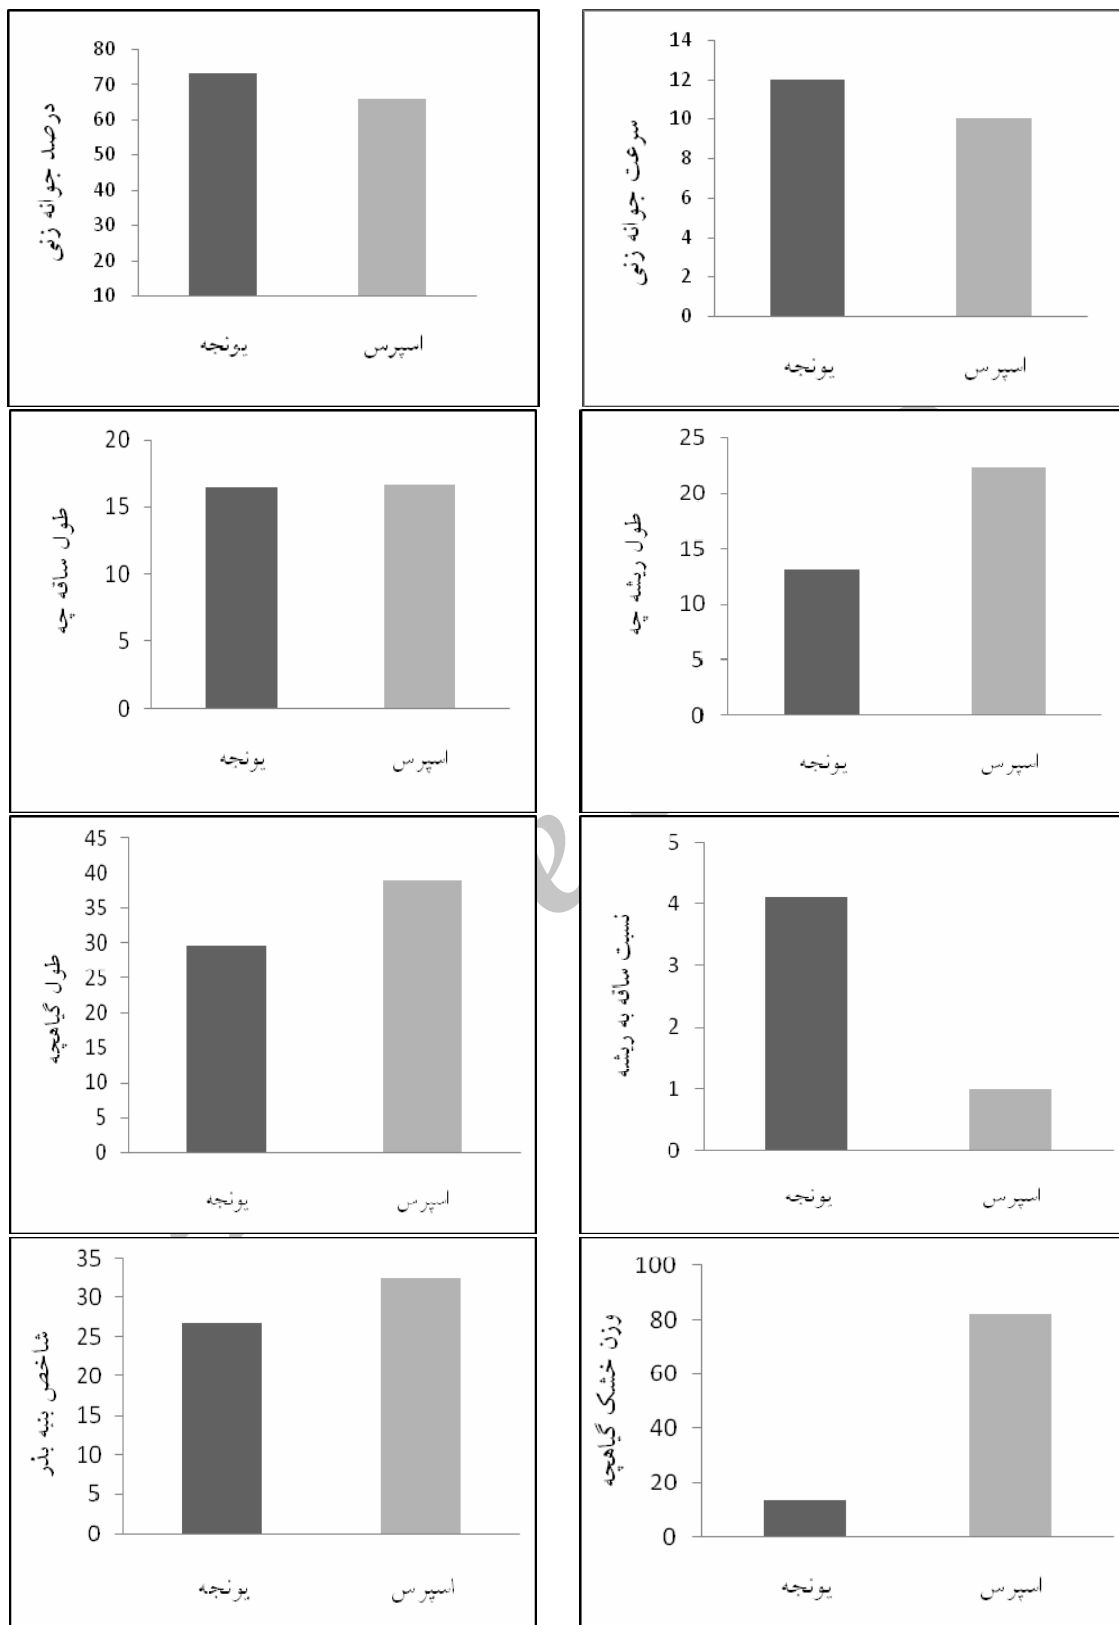 80
70
60
50
40
30
20
10
درصد جوانه زنی
یونجه
اسپرس
14
12
10
8
6
4
2
0
سرعت جوانه زنی
یونجه
اسپرس
20
15
10
5
0
طول ساقه چه
یونجه
اسپرس
25
20
15
10
5
0
طول ریشه چه
یونجه
اسپرس
45
40
35
30
25
20
15
10
5
0
طول گیاهچه
یونجه
اسپرس
5
4
3
2
1
0
نسبت ساقه به ریشه
یونجه
اسپرس
35
30
25
20
15
10
5
0
شاخص بنیه بذر
یونجه
اسپرس
100
80
60
40
20
0
وزن خشک گیاهچه
یونجه
اسپرس